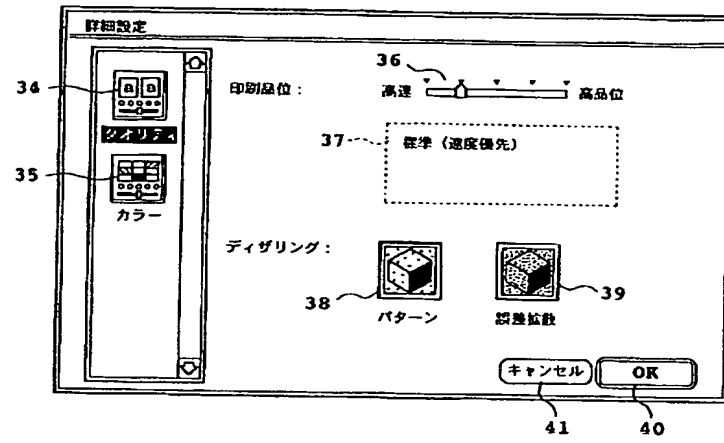 詳細設定
36
34
a a
印刷品位：
高速
高品位
クオリティ
37
標準（速度優先）
35
カラー
ディザリング：
38
39
パターン
誤差拡散
キャンセル
OK
41
40